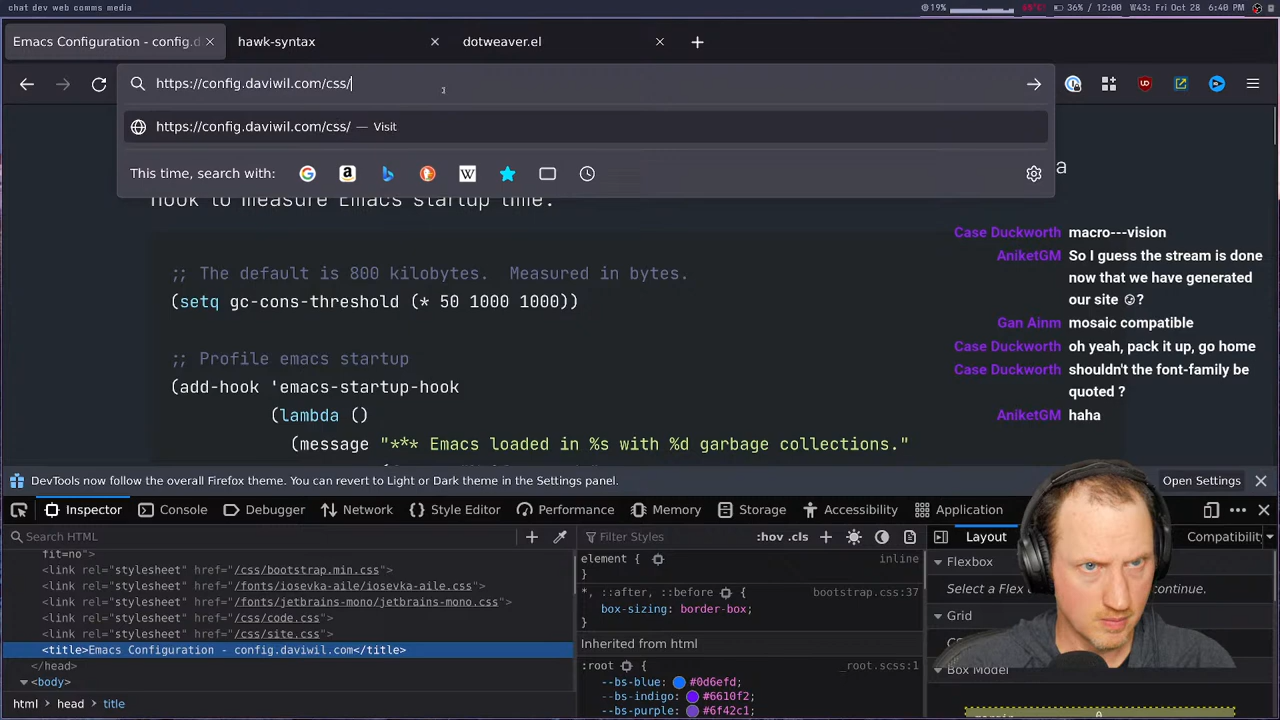 chat dev web comms media
19%
69°C
36% / 12:00
W43: Fri Oct 28
6:40 PM
Emacs Configuration - config.d
hawk-syntax
dotweaver.el
https://config.daviwil.com/css/
https://config.daviwil.com/css/ — Visit
This time, search with:
a
hook to measure Emacs startup time.
;; The default is 800 kilobytes.  Measured in bytes.
(setq gc-cons-threshold (* 50 1000 1000))
;; Profile emacs startup
(add-hook 'emacs-startup-hook
(lambda ()
(message "*** Emacs loaded in %s with %d garbage collections."
Case Duckworth macro---vision
AniketGM So I guess the stream is done
now that we have generated
our site ?
Gan Ainm mosaic compatible
Case Duckworth oh yeah, pack it up, go home
Case Duckworth shouldn't the font-family be
quoted ?
AniketGM haha
DevTools now follow the overall Firefox theme. You can revert to Light or Dark theme in the Settings panel.
Open Settings
Inspector
Console
Debugger
Network
Style Editor
Performance
Memory
Storage
Accessibility
Application
Search HTML
fit=no">
<link rel="stylesheet" href="/css/bootstrap.min.css">
<link rel="stylesheet" href="/fonts/iosevka-aile/iosevka-aile.css">
<link rel="stylesheet" href="/fonts/jetbrains-mono/jetbrains-mono.css">
<link rel="stylesheet" href="/css/code.css">
<link rel="stylesheet" href="/css/site.css">
<title>Emacs Configuration - config.daviwil.com</title>
</head>
<body>
html
head
title
Filter Styles
:hov .cls
element {
inline
}
*, ::after, ::before {
bootstrap.css:37
box-sizing: border-box;
}
Inherited from html
:root {
_root.scss:1
--bs-blue: #0d6efd;
--bs-indigo: #6610f2;
--bs-purple: #6f42c1;
Layout
Compatibility
Flexbox
Select a Flex
continue.
Grid
Box Model
0